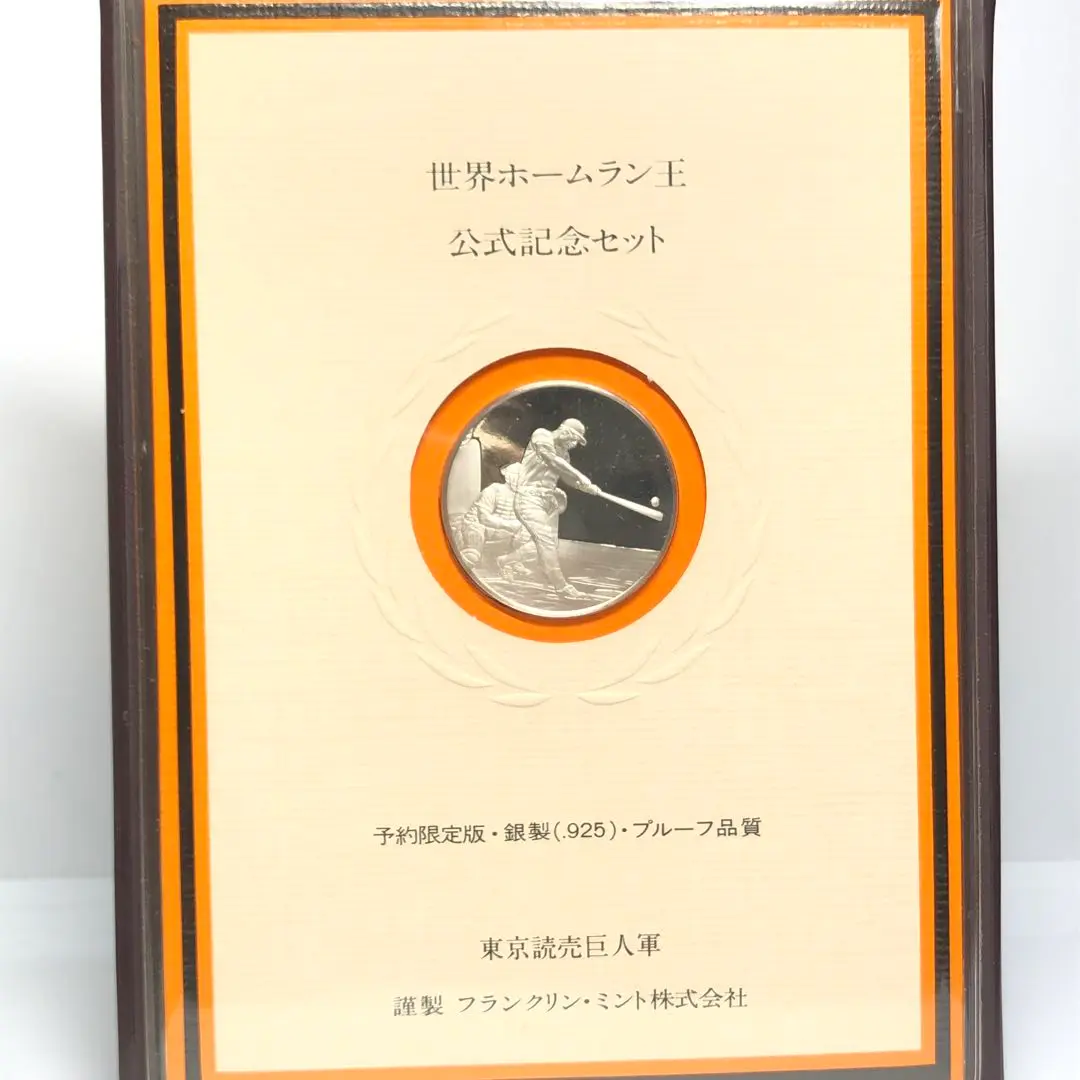 世界ホームラン王
公式記念セット
予約限定版・銀製(.925)・プルーフ品質
東京読売巨人軍
謹製 フランクリン・ミント株式会社